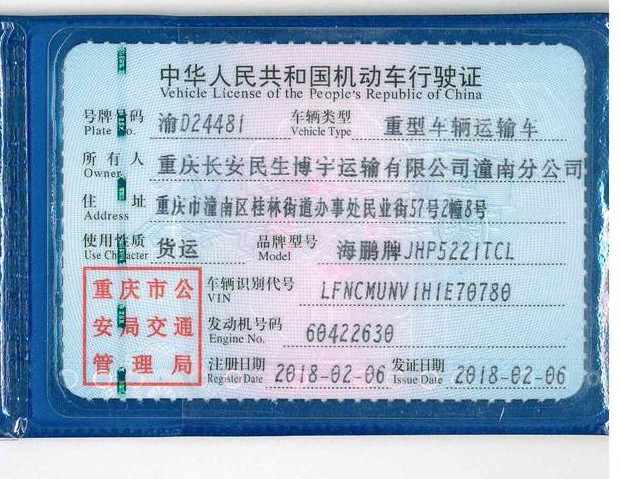 中华人民共和国机动车行驶证
Vehicle License of the People's Republic of China
号牌号码 渝D24481 车辆类型 重型车辆运输车
Plate No. Vehicle Type
所有人 重庆长安民生博宇运输有限公司潼南分公司
Owner
住址 重庆市潼南区桂林街道办事处民业街57号2幢8号
Address
使用性质 货运 品牌型号 海鹏牌JHP5221TCL
Use Character Model
重庆市公 车辆识别代号 LFNCMUNV1H1E70780
VIN
安局交通 发动机号码 60422630
Engine No.
管理局 注册日期 2018-02-06 发证日期 2018-02-06
Register Date Issue Date